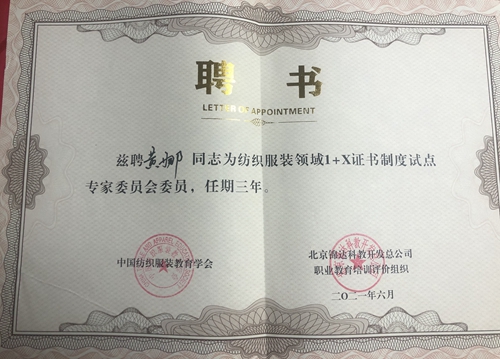 聘 书
LETTER OF APPOINTMENT
兹聘黄娜 同志为纺织服装领域1+X证书制度试点
专家委员会委员，任期三年。
中国纺织服装教育学会
北京锦达科教开发总公司
职业教育培训评价组织
二〇二一年六月